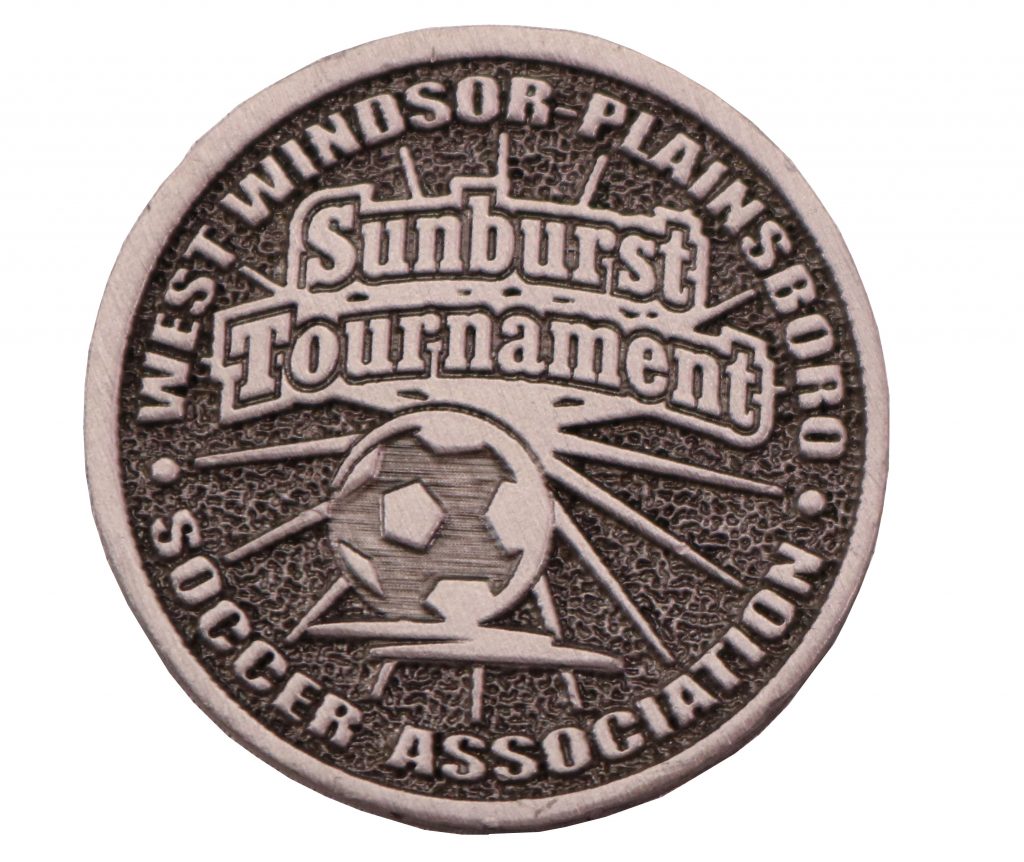 WEST WINDSOR-PLAINSBORO
Sunburst
Tournament
• SOCCER ASSOCIATION •